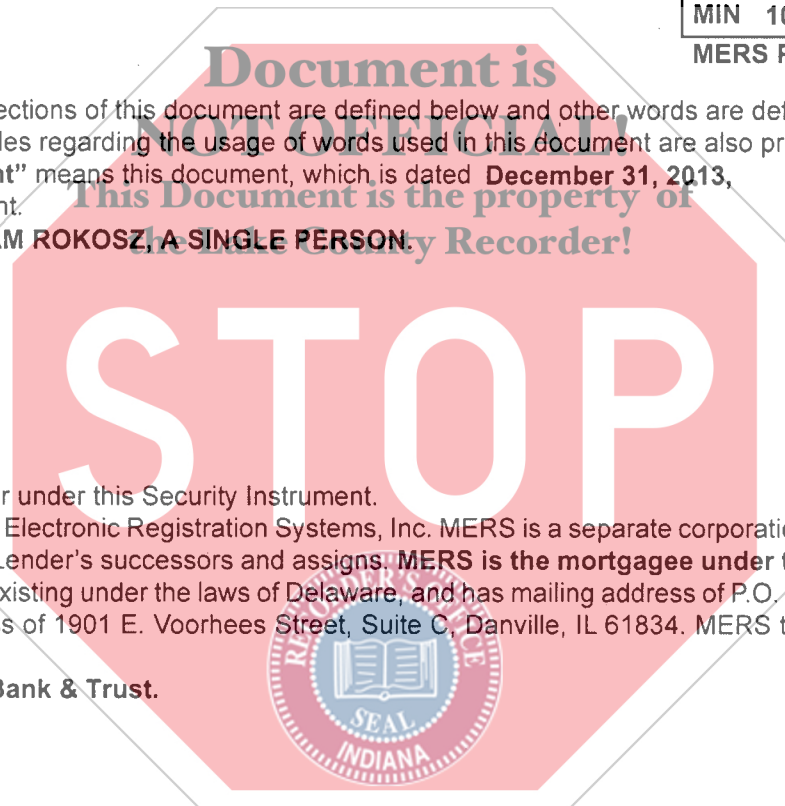 MIN 10
MERS P
Document is
ections of this document are defined below and other words are def
NOT OFFICIAL!
les regarding the usage of words used in this document are also pr
nt” means this document, which is dated December 31, 2013,
This Document is the property of
nt.
AM ROKOSZ, A SINGLE PERSON.
the Lake County Recorder!
STOP
r under this Security Instrument.
Electronic Registration Systems, Inc. MERS is a separate corporatio
Lender's successors and assigns. MERS is the mortgagee under t
existing under the laws of Delaware, and has mailing address of P.O.
ss of 1901 E. Voorhees Street, Suite C, Danville, IL 61834. MERS t
RECORDER'S OFFICE
Bank & Trust.
SEAL
INDIANA